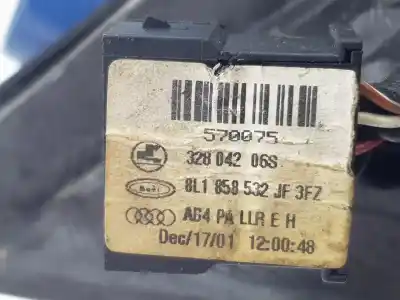 570075
328 042 06S
8L1 858 532 JF 3FZ
AG4 PA LLR E H
Dec/17/01 12:00:48